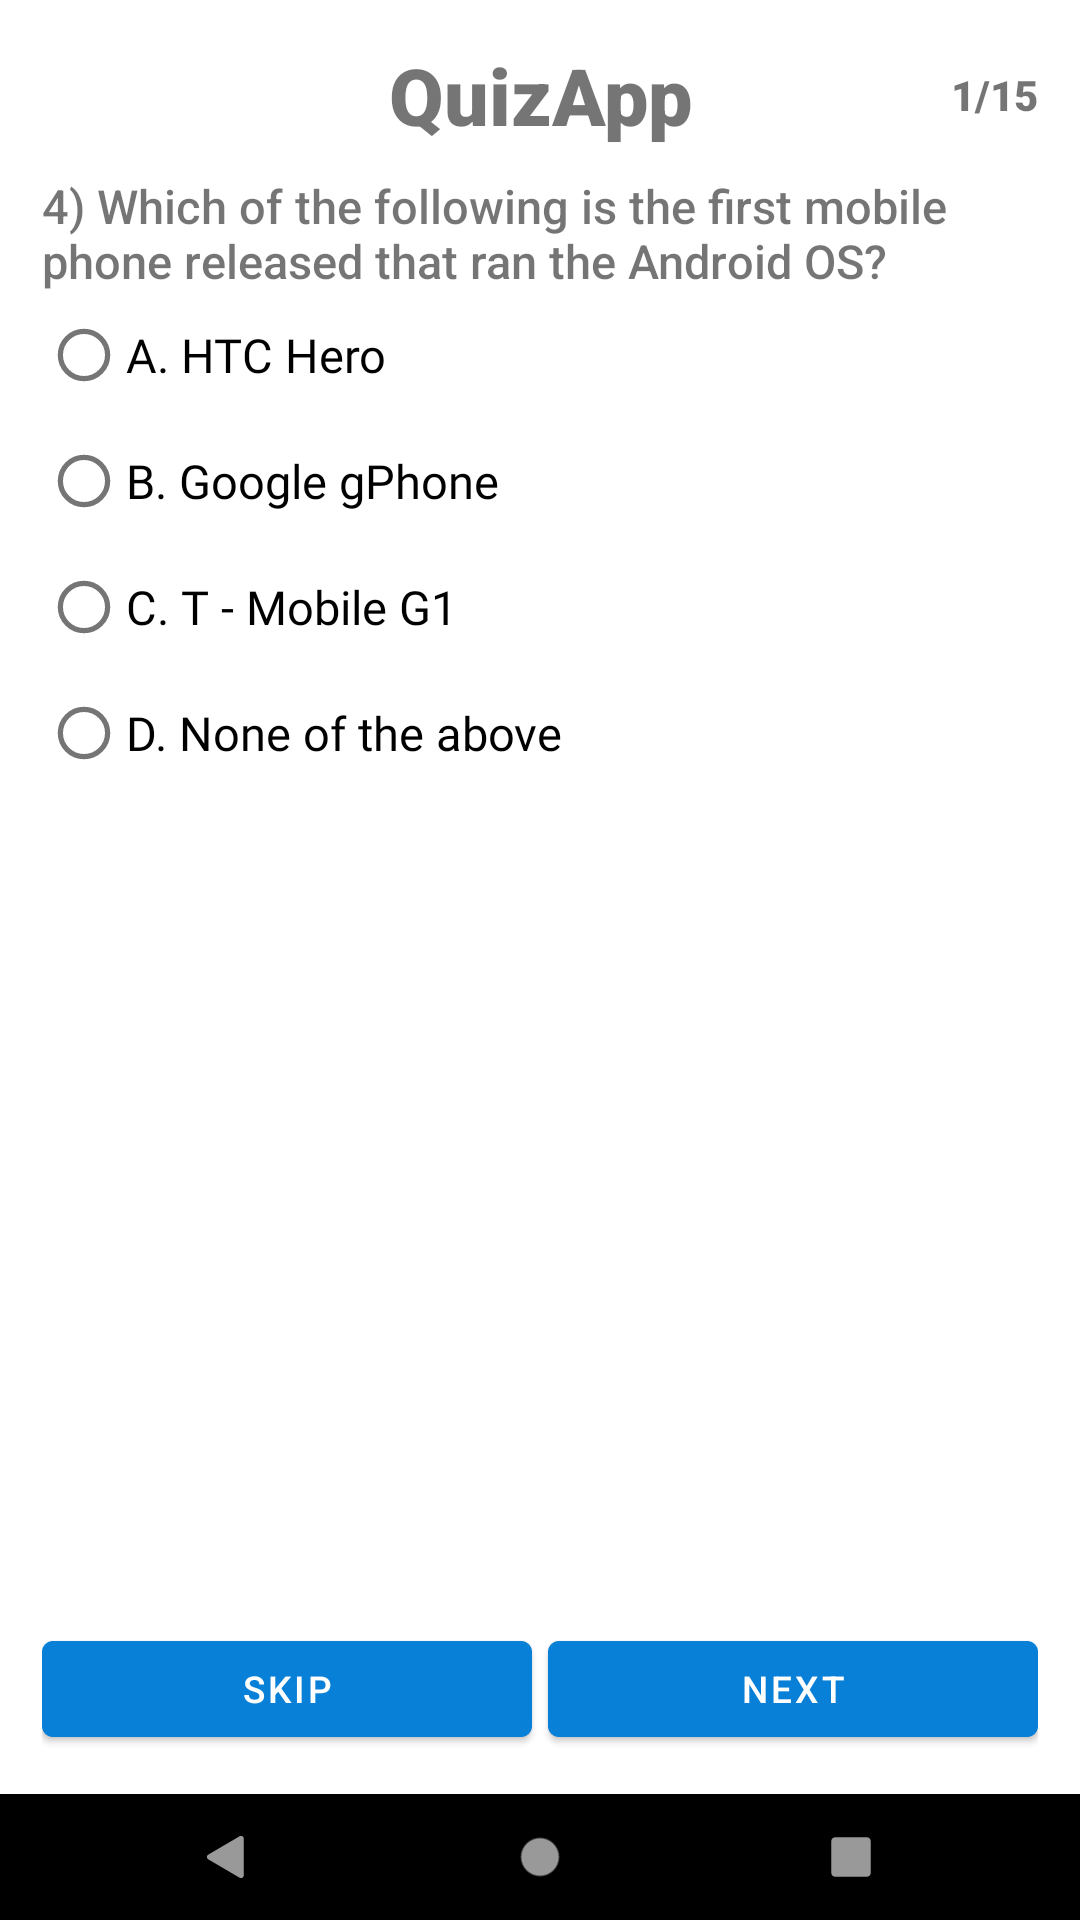 QuizApp
1/15
4) Which of the following is the first mobile
phone released that ran the Android OS?
A. HTC Hero
B. Google gPhone
C. T - Mobile G1
D. None of the above
SKIP
NEXT